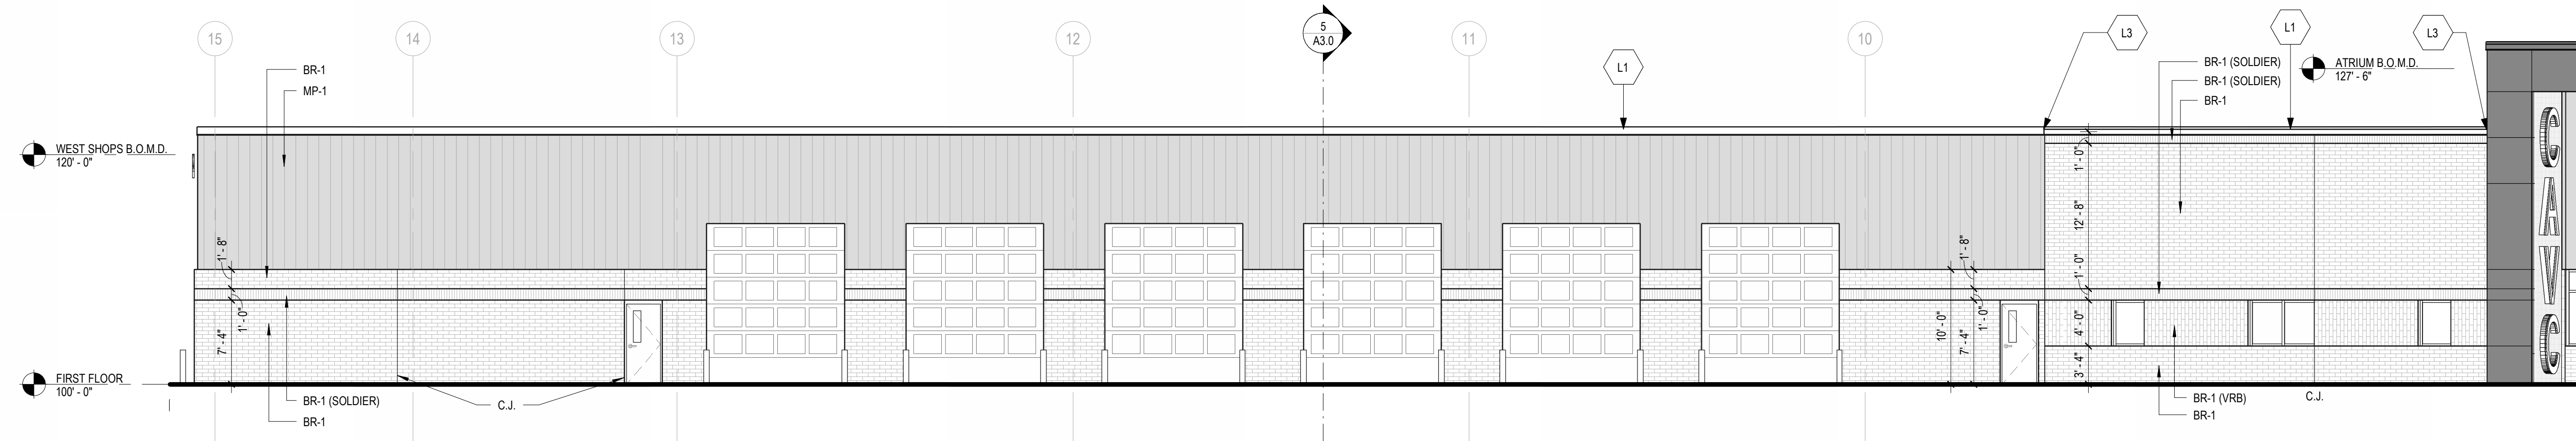 15
14
13
12
5
A3.0
11
10
L3
L1
L3
L1
BR-1
MP-1
BR-1 (SOLDIER)
BR-1 (SOLDIER)
BR-1
ATRIUM B.O.M.D.
127' - 6"
WEST SHOPS B.O.M.D.
120' - 0"
1' - 8"
1' - 0"
7' - 4"
1' - 8"
1' - 0"
10' - 0"
7' - 4"
1' - 0"
12' - 8"
1' - 0"
4' - 0"
3' - 4"
C
A
W
C
FIRST FLOOR
100' - 0"
BR-1 (SOLDIER)
BR-1
C.J.
BR-1 (VRB)
BR-1
C.J.